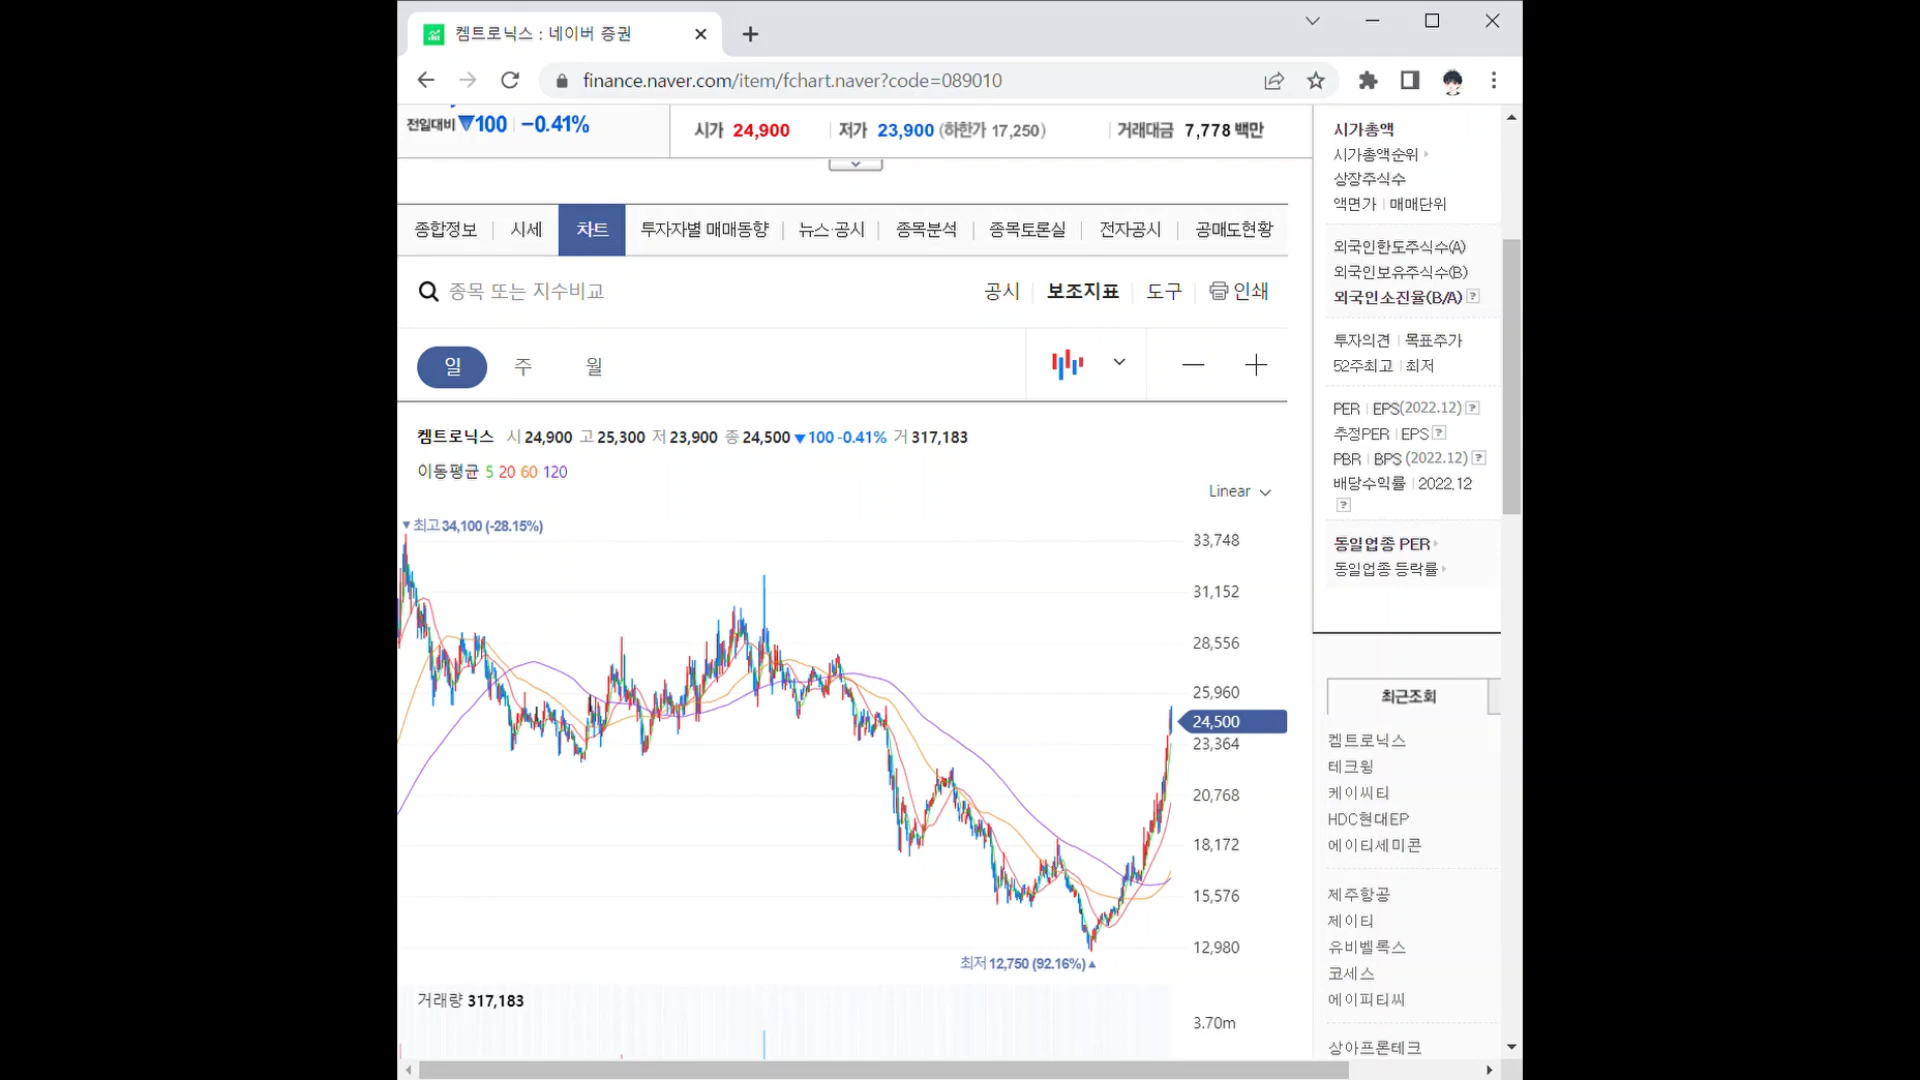 켐트로닉스 : 네이버 증권
finance.naver.com/item/fchart.naver?code=089010
전일대비 ▼100 | −0.41%
시가 24,900 저가 23,900 (하한가 17,250) 거래대금 7,778 백만
종합정보 시세 차트 투자자별 매매동향 뉴스·공시 종목분석 종목토론실 전자공시 공매도현황
종목 또는 지수비교
공시 보조지표 도구 인쇄
일 주 월
켐트로닉스 시 24,900 고 25,300 저 23,900 종 24,500 ▼100 -0.41% 거 317,183
이동평균 5 20 60 120
Linear
▼최고 34,100 (-28.15%)
33,748
31,152
28,556
25,960
24,500
23,364
20,768
18,172
15,576
12,980
최저 12,750 (92.16%)▲
거래량 317,183
3.70m
시가총액
시가총액순위
상장주식수
액면가 | 매매단위
외국인한도주식수(A)
외국인보유주식수(B)
외국인소진율(B/A) ?
투자의견 | 목표주가
52주최고 | 최저
PER | EPS(2022.12) ?
추정PER | EPS ?
PBR | BPS (2022.12) ?
배당수익률 | 2022.12
?
동일업종 PER
동일업종 등락률
최근조회
켐트로닉스
테크윙
케이씨티
HDC현대EP
에이티세미콘
제주항공
제이티
유비벨록스
코세스
에이피티씨
상아프론테크